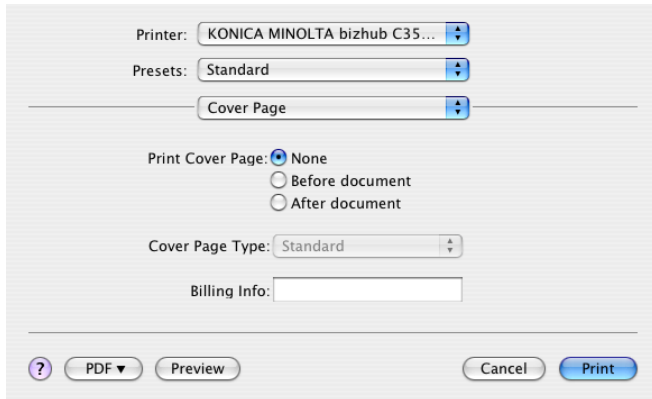 Printer: KONICA MINOLTA bizhub C35...
Presets: Standard
Cover Page
Print Cover Page: None
Before document
After document
Cover Page Type: Standard
Billing Info:
? PDF ▼ Preview Cancel Print